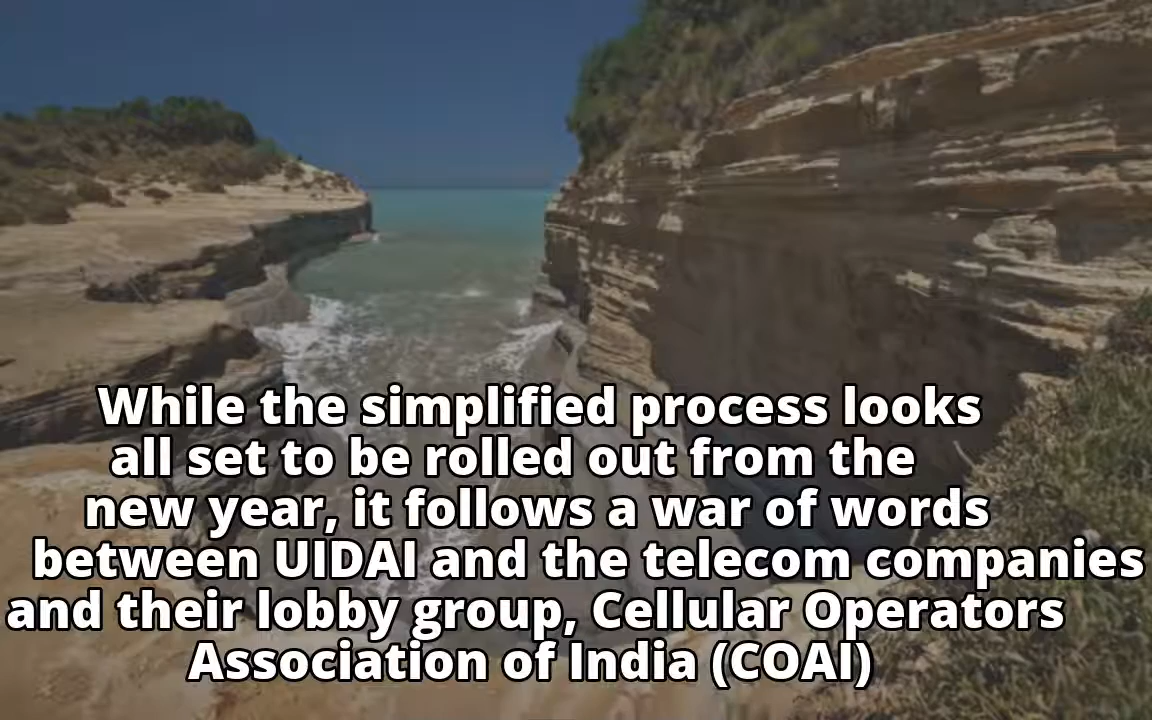 While the simplified process looks
all set to be rolled out from the
new year, it follows a war of words
between UIDAI and the telecom companies
and their lobby group, Cellular Operators
Association of India (COAI)